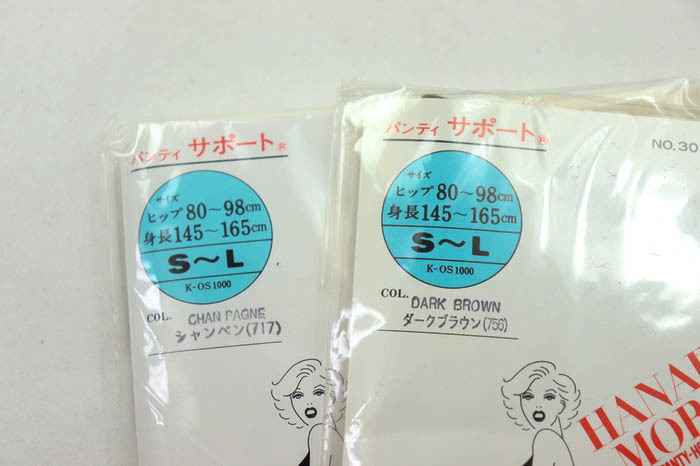 パンティ サポート®
サイズ
ヒップ80〜98cm
身長145〜165cm
S〜L
K-OS1000
COL. CHAN PAGNE
シャンペン(717)
パンティ サポート®
NO.30
サイズ
ヒップ80〜98cm
身長145〜165cm
S〜L
K-OS1000
COL. DARK BROWN
ダークブラウン(756)